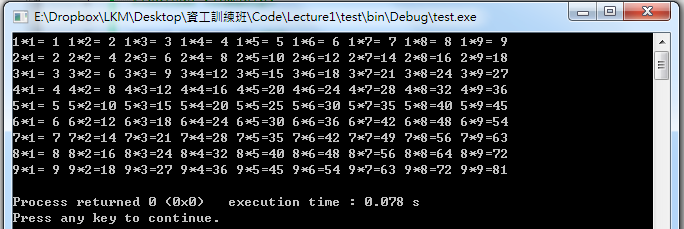 E:\Dropbox\LKM\Desktop\資工訓練班\Code\Lecture1\test\bin\Debug\test.exe
1*1= 1 1*2= 2 1*3= 3 1*4= 4 1*5= 5 1*6= 6 1*7= 7 1*8= 8 1*9= 9
2*1= 2 2*2= 4 2*3= 6 2*4= 8 2*5=10 2*6=12 2*7=14 2*8=16 2*9=18
3*1= 3 3*2= 6 3*3= 9 3*4=12 3*5=15 3*6=18 3*7=21 3*8=24 3*9=27
4*1= 4 4*2= 8 4*3=12 4*4=16 4*5=20 4*6=24 4*7=28 4*8=32 4*9=36
5*1= 5 5*2=10 5*3=15 5*4=20 5*5=25 5*6=30 5*7=35 5*8=40 5*9=45
6*1= 6 6*2=12 6*3=18 6*4=24 6*5=30 6*6=36 6*7=42 6*8=48 6*9=54
7*1= 7 7*2=14 7*3=21 7*4=28 7*5=35 7*6=42 7*7=49 7*8=56 7*9=63
8*1= 8 8*2=16 8*3=24 8*4=32 8*5=40 8*6=48 8*7=56 8*8=64 8*9=72
9*1= 9 9*2=18 9*3=27 9*4=36 9*5=45 9*6=54 9*7=63 9*8=72 9*9=81
Process returned 0 (0x0)   execution time : 0.078 s
Press any key to continue.